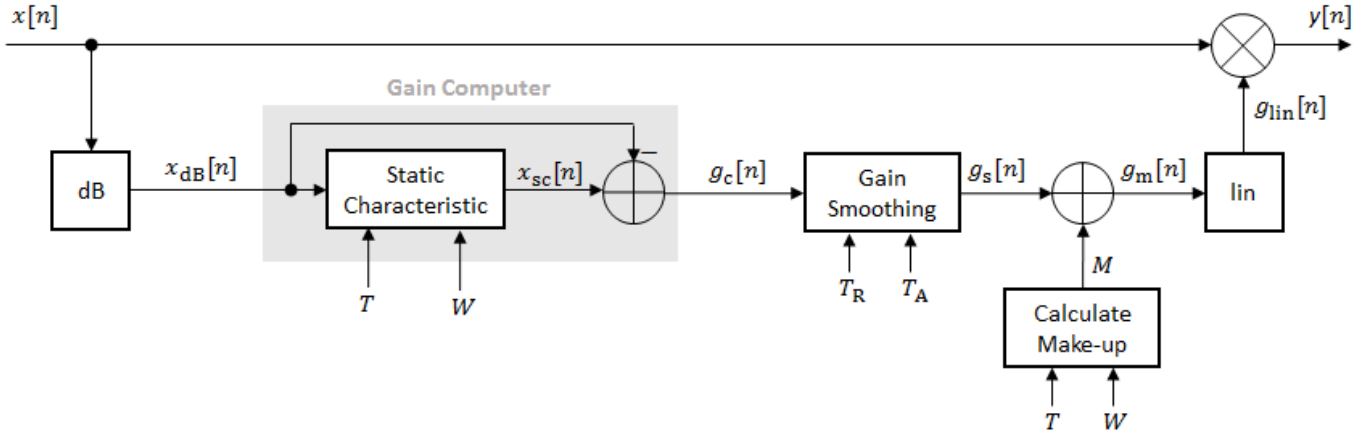 x[n]
y[n]
Gain Computer
g_lin[n]
dB
x_dB[n]
Static
Characteristic
x_sc[n]
−
g_c[n]
Gain
Smoothing
g_s[n]
g_m[n]
lin
T
W
T_R
T_A
M
Calculate
Make-up
T
W